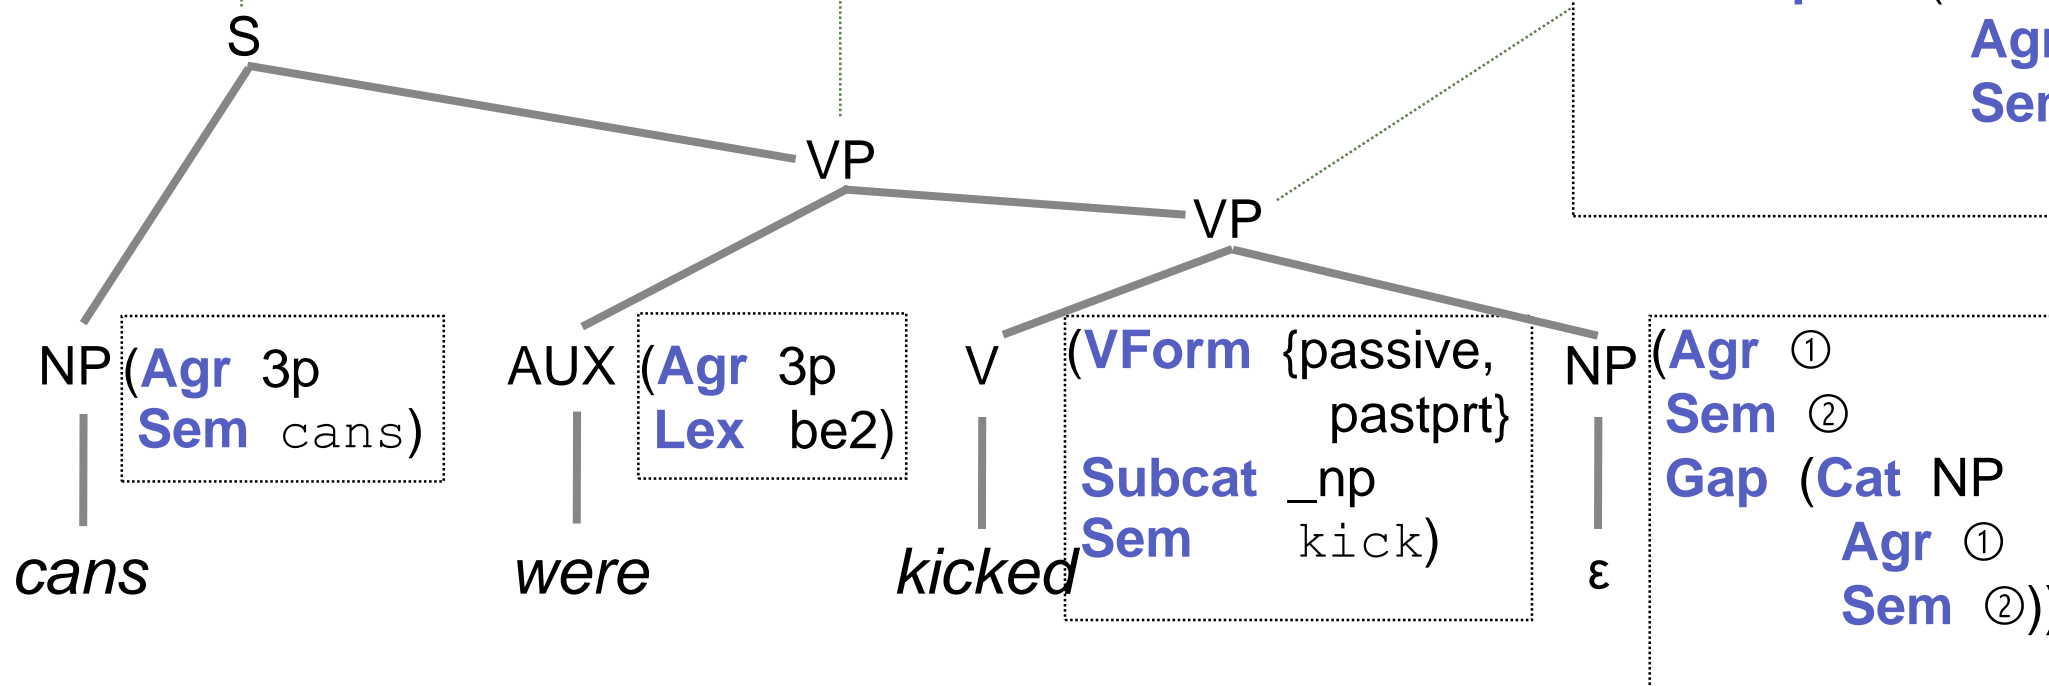 S
Agr
VP
VP
NP (Agr 3p
Sem cans)
AUX (Agr 3p
Lex be2)
V (VForm {passive,
pastprt}
Subcat _np
Sem kick)
NP (Agr ①
Sem ②
Gap (Cat NP
Agr ①
Sem ②))
cans
were
kicked
ε